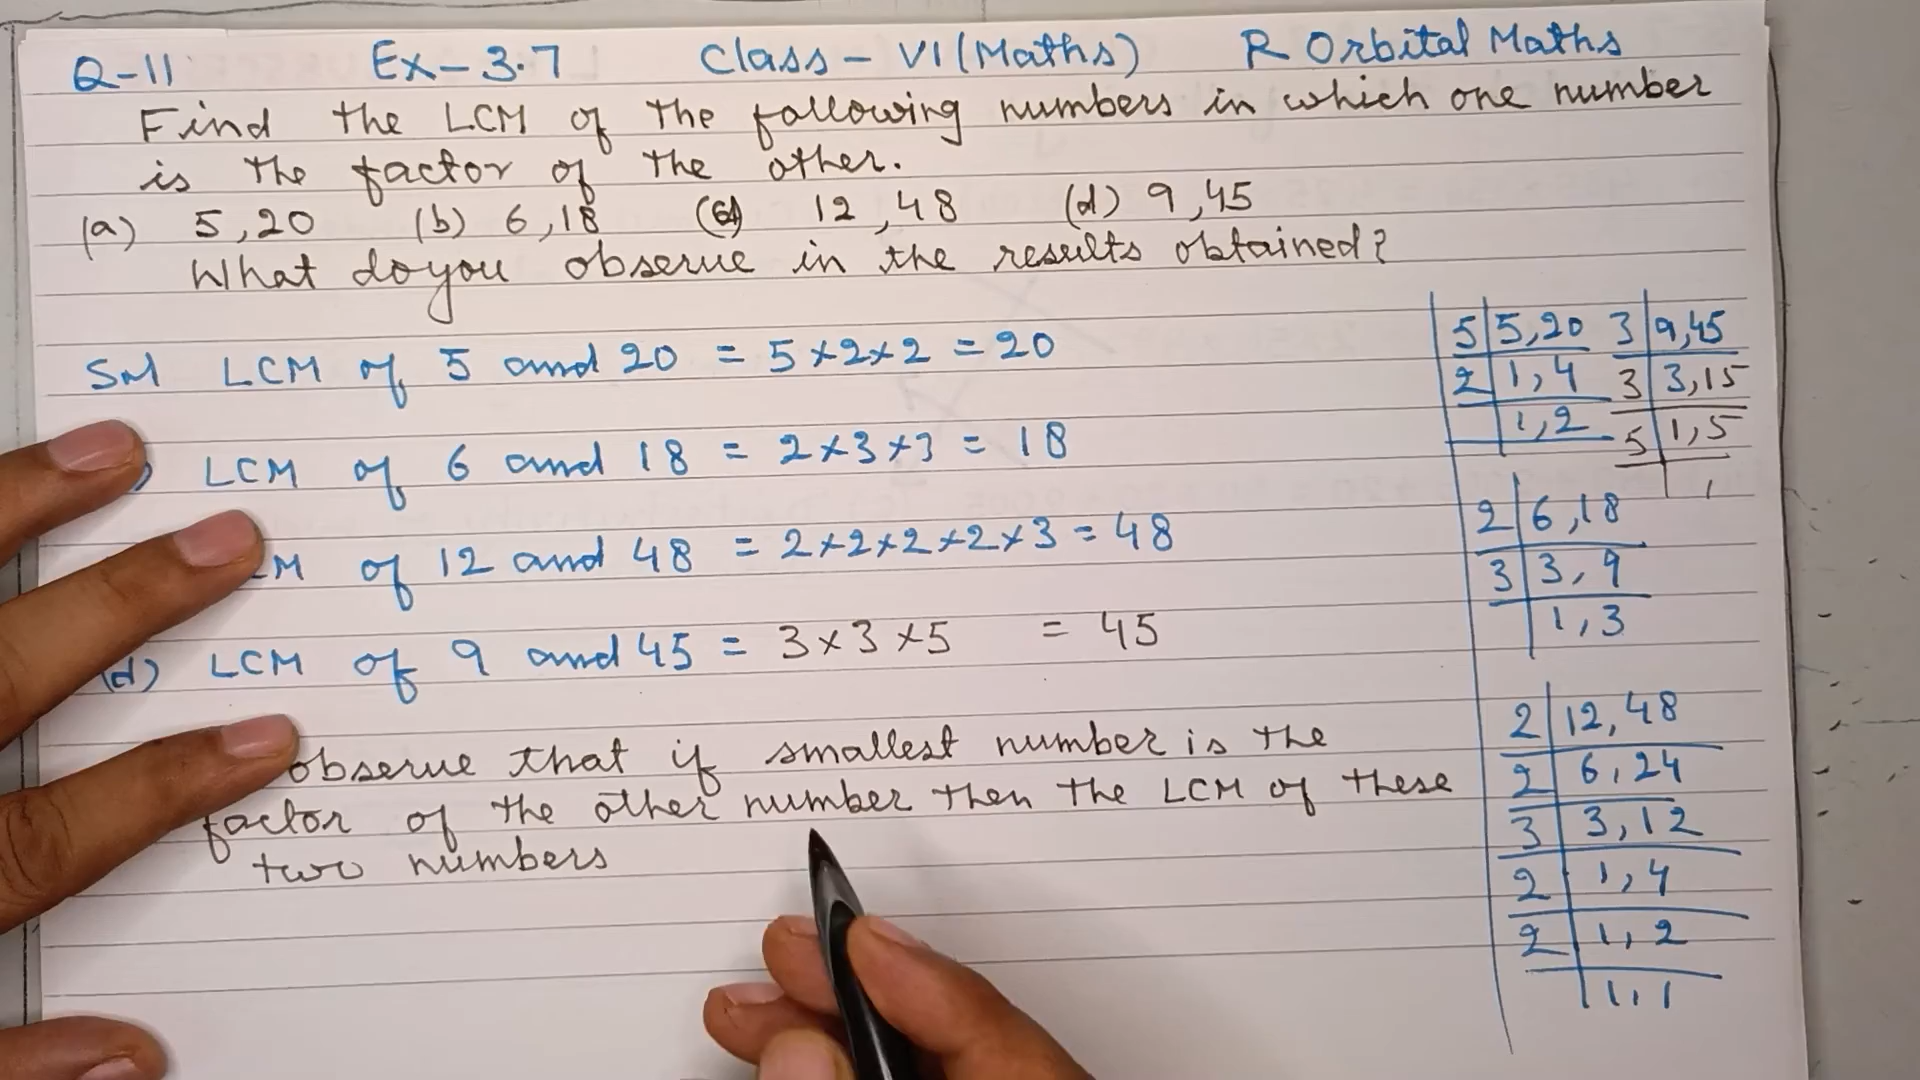 Q-11 Ex-3.7 Class - VI (Maths) R Orbital Maths
Find the LCM of the following numbers in which one number
is the factor of the other.
(a) 5,20 (b) 6,18 (c) 12,48 (d) 9,45
What do you observe in the results obtained?
Sol LCM of 5 and 20 = 5×2×2 = 20
) LCM of 6 and 18 = 2×3×3 = 18
of 12 and 48 = 2×2×2×2×3 = 48
(d) LCM of 9 and 45 = 3×3×5 = 45
observe that if smallest number is the
factor of the other number then the LCM of these
two numbers
5 | 5,20
2 | 1,4
1,2
3 | 9,45
3 | 3,15
5 | 1,5
1
2 | 6,18
3 | 3,9
1,3
2 | 12,48
2 | 6,24
3 | 3,12
2 | 1,4
2 | 1,2
1,1